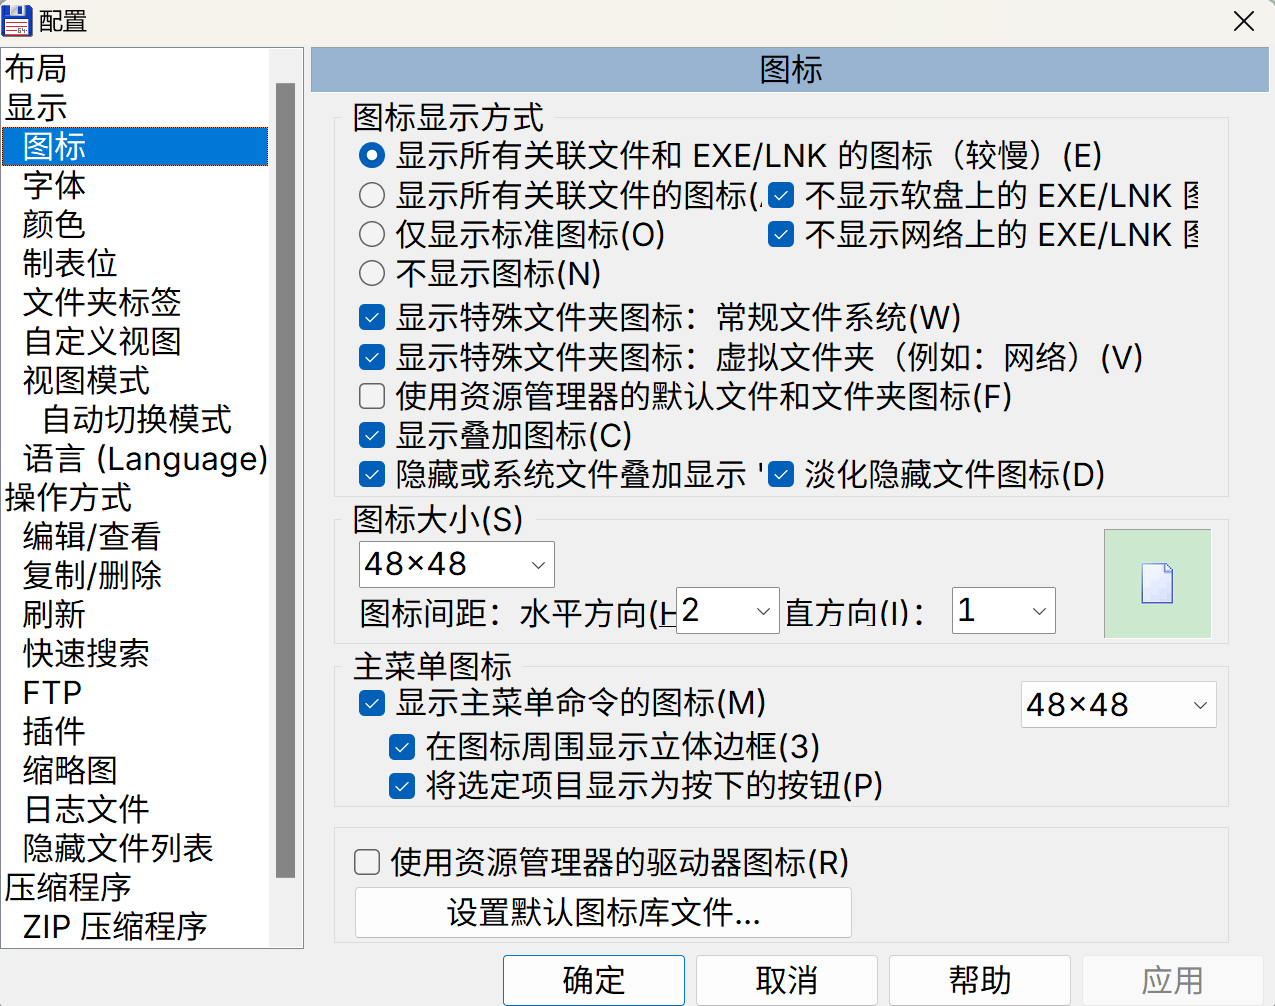 配置
布局
显示
图标
字体
颜色
制表位
文件夹标签
自定义视图
视图模式
自动切换模式
语言 (Language)
操作方式
编辑/查看
复制/删除
刷新
快速搜索
FTP
插件
缩略图
日志文件
隐藏文件列表
压缩程序
ZIP 压缩程序
图标
图标显示方式
显示所有关联文件和 EXE/LNK 的图标（较慢）(E)
显示所有关联文件的图标( 不显示软盘上的 EXE/LNK
仅显示标准图标(O) 不显示网络上的 EXE/LNK
不显示图标(N)
显示特殊文件夹图标：常规文件系统(W)
显示特殊文件夹图标：虚拟文件夹（例如：网络）(V)
使用资源管理器的默认文件和文件夹图标(F)
显示叠加图标(C)
隐藏或系统文件叠加显示 ' 淡化隐藏文件图标(D)
图标大小(S)
48×48
图标间距：水平方向(H 2 直方向(I)： 1
主菜单图标
显示主菜单命令的图标(M) 48×48
在图标周围显示立体边框(3)
将选定项目显示为按下的按钮(P)
使用资源管理器的驱动器图标(R)
设置默认图标库文件...
确定 取消 帮助 应用